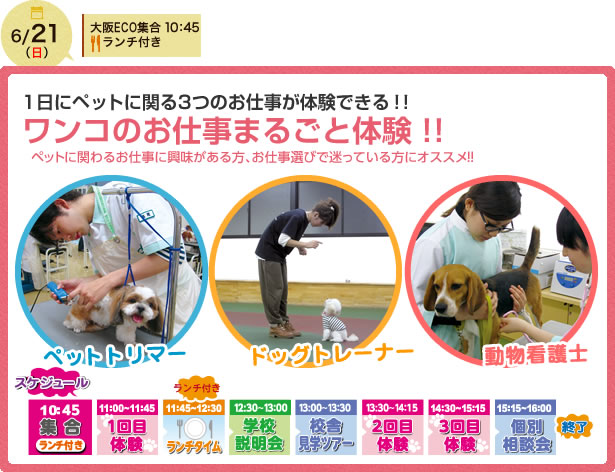 6/21
(日)
大阪ECO集合 10:45
ランチ付き
1日にペットに関る3つのお仕事が体験できる!!
ワンコのお仕事まるごと体験 !!
ペットに関わるお仕事に興味がある方、お仕事選びで迷っている方にオススメ!!
ペットトリマー
ドッグトレーナー
動物看護士
スケジュール
10:45
集合
ランチ付き
11:00~11:45
1回目
体験
ランチ付き
11:45~12:30
ランチタイム
12:30~13:00
学校
説明会
13:00~13:30
校舎
見学ツアー
13:30~14:15
2回目
体験
14:30~15:15
3回目
体験
15:15~16:00
個別
相談会
終了